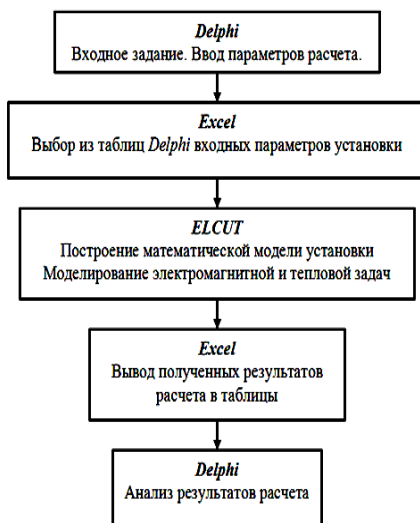 Delphi
Входное задание. Ввод параметров расчета.
Excel
Выбор из таблиц Delphi входных параметров установки
ELCUT
Построение математической модели установки
Моделирование электромагнитной и тепловой задач
Excel
Вывод полученных результатов
расчета в таблицы
Delphi
Анализ результатов расчета